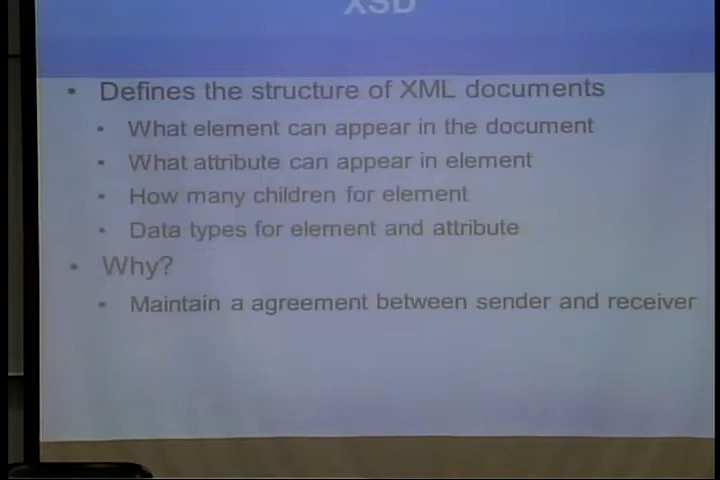 XSD
• Defines the structure of XML documents
• What element can appear in the document
• What attribute can appear in element
• How many children for element
• Data types for element and attribute
• Why?
• Maintain a agreement between sender and receiver